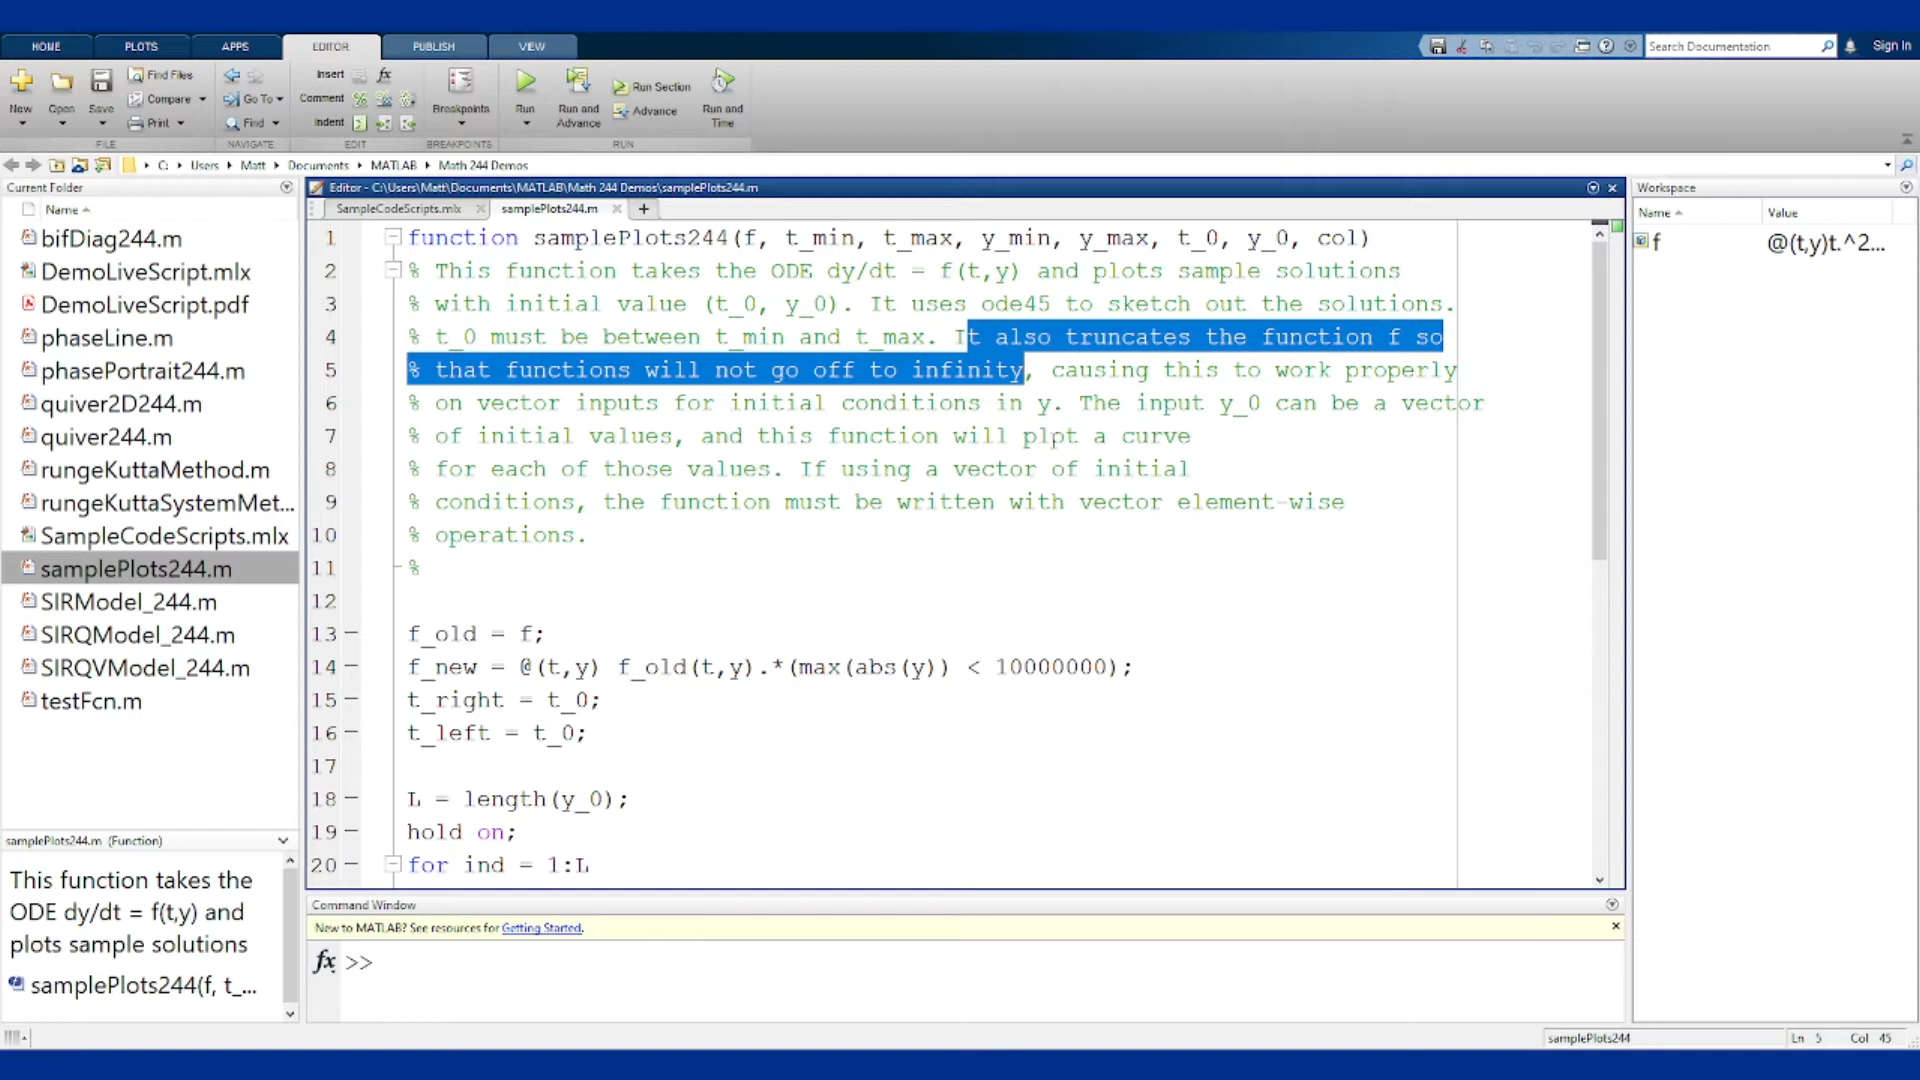 HOME PLOTS APPS EDITOR PUBLISH VIEW
Search Documentation
Sign In
New
Open
Save
Find Files
Compare
Print
Go To
Find
Insert
Comment
Indent
Breakpoints
Run
Run and
Advance
Run Section
Advance
Run and
Time
FILE NAVIGATE EDIT BREAKPOINTS RUN
C: Users Matt Documents MATLAB Math 244 Demos
Current Folder
Name
bifDiag244.m
DemoLiveScript.mlx
DemoLiveScript.pdf
phaseLine.m
phasePortrait244.m
quiver2D244.m
quiver244.m
rungeKuttaMethod.m
rungeKuttaSystemMet...
SampleCodeScripts.mlx
samplePlots244.m
SIRModel_244.m
SIRQModel_244.m
SIRQVModel_244.m
testFcn.m
samplePlots244.m (Function)
This function takes the
ODE dy/dt = f(t,y) and
plots sample solutions
samplePlots244(f, t_...
Editor - C:\Users\Matt\Documents\MATLAB\Math 244 Demos\samplePlots244.m
SampleCodeScripts.mlx samplePlots244.m
1 function samplePlots244(f, t_min, t_max, y_min, y_max, t_0, y_0, col)
2 % This function takes the ODE dy/dt = f(t,y) and plots sample solutions
3 % with initial value (t_0, y_0). It uses ode45 to sketch out the solutions.
4 % t_0 must be between t_min and t_max. It also truncates the function f so
5 % that functions will not go off to infinity, causing this to work properly
6 % on vector inputs for initial conditions in y. The input y_0 can be a vector
7 % of initial values, and this function will plot a curve
8 % for each of those values. If using a vector of initial
9 % conditions, the function must be written with vector element-wise
10 % operations.
11 %
12
13 f_old = f;
14 f_new = @(t,y) f_old(t,y).*(max(abs(y)) < 10000000);
15 t_right = t_0;
16 t_left = t_0;
17
18 L = length(y_0);
19 hold on;
20 for ind = 1:L
Command Window
New to MATLAB? See resources for Getting Started.
fx >>
Workspace
Name Value
f @(t,y)t.^2...
samplePlots244 Ln 5 Col 45